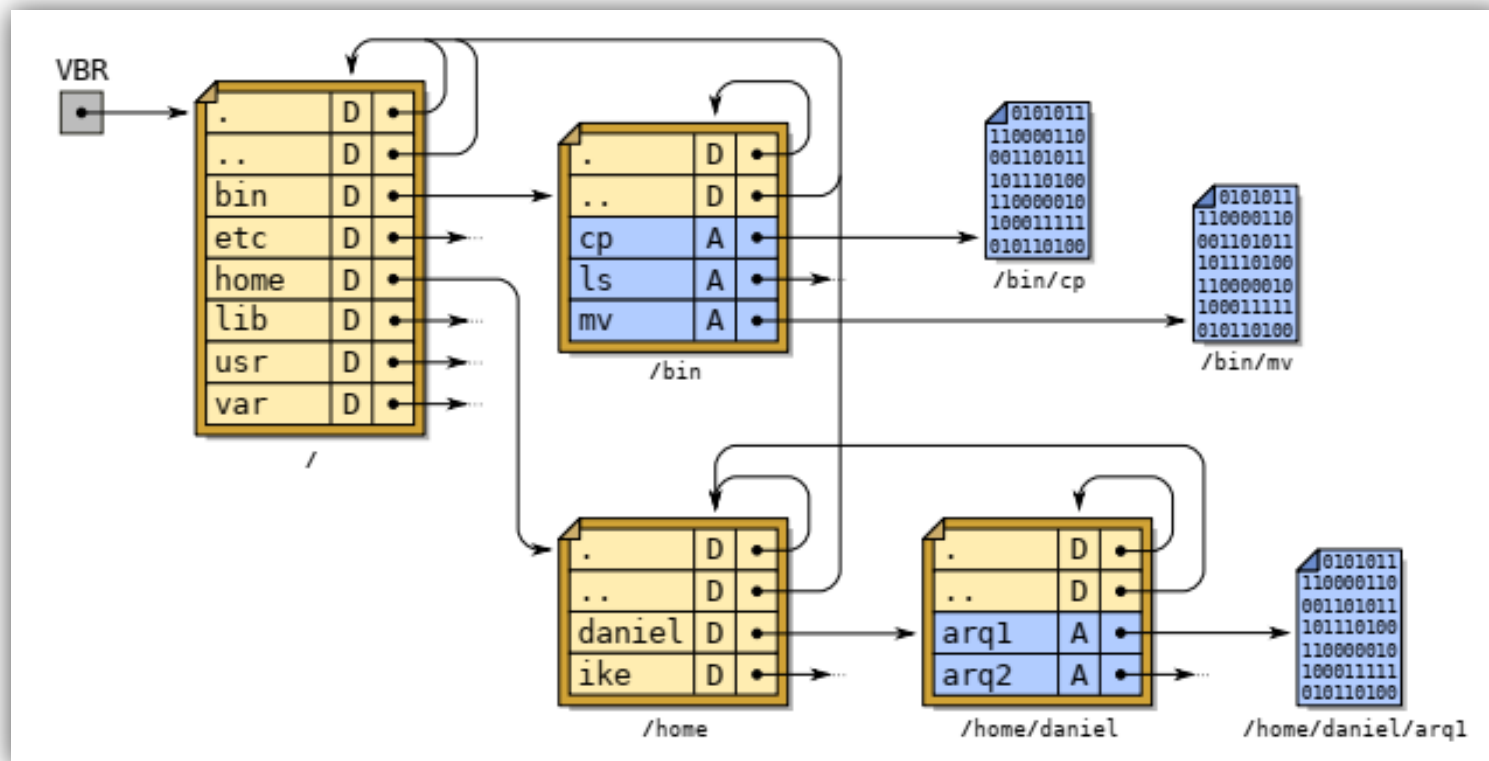 VBR
. D
.. D
bin D
etc D
home D
lib D
usr D
var D
/
. D
.. D
cp A
ls A
mv A
/bin
0101011
110000110
001101011
101110100
110000010
100011111
010110100
/bin/cp
0101011
110000110
001101011
101110100
110000010
100011111
010110100
/bin/mv
. D
.. D
daniel D
ike D
/home
. D
.. D
arq1 A
arq2 A
/home/daniel
0101011
110000110
001101011
101110100
110000010
100011111
010110100
/home/daniel/arq1